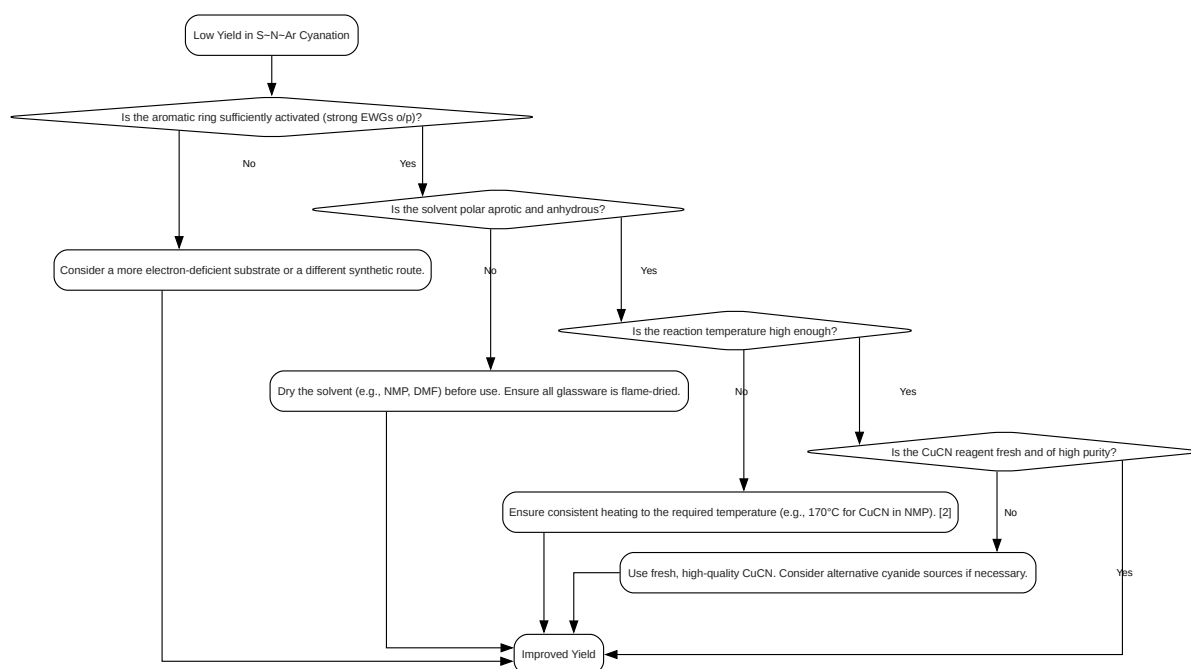 Low Yield in S~N~Ar Cyanation
Is the aromatic ring sufficiently activated (strong EWGs o/p)?
No
Yes
Is the solvent polar aprotic and anhydrous?
Consider a more electron-deficient substrate or a different synthetic route.
No
Yes
Is the reaction temperature high enough?
Dry the solvent (e.g., NMP, DMF) before use. Ensure all glassware is flame-dried.
No
Yes
Is the CuCN reagent fresh and of high purity?
Ensure consistent heating to the required temperature (e.g., 170°C for CuCN in NMP). [2]
No
Use fresh, high-quality CuCN. Consider alternative cyanide sources if necessary.
Yes
Improved Yield